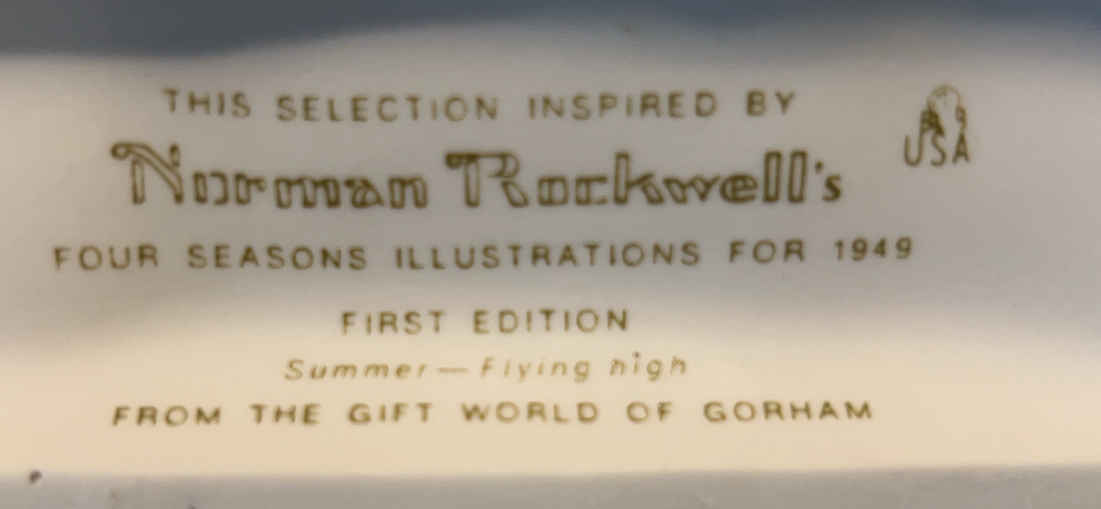 THIS SELECTION INSPIRED BY
USA
Norman Rockwell's
FOUR SEASONS ILLUSTRATIONS FOR 1949
FIRST EDITION
Summer — Flying high
FROM THE GIFT WORLD OF GORHAM